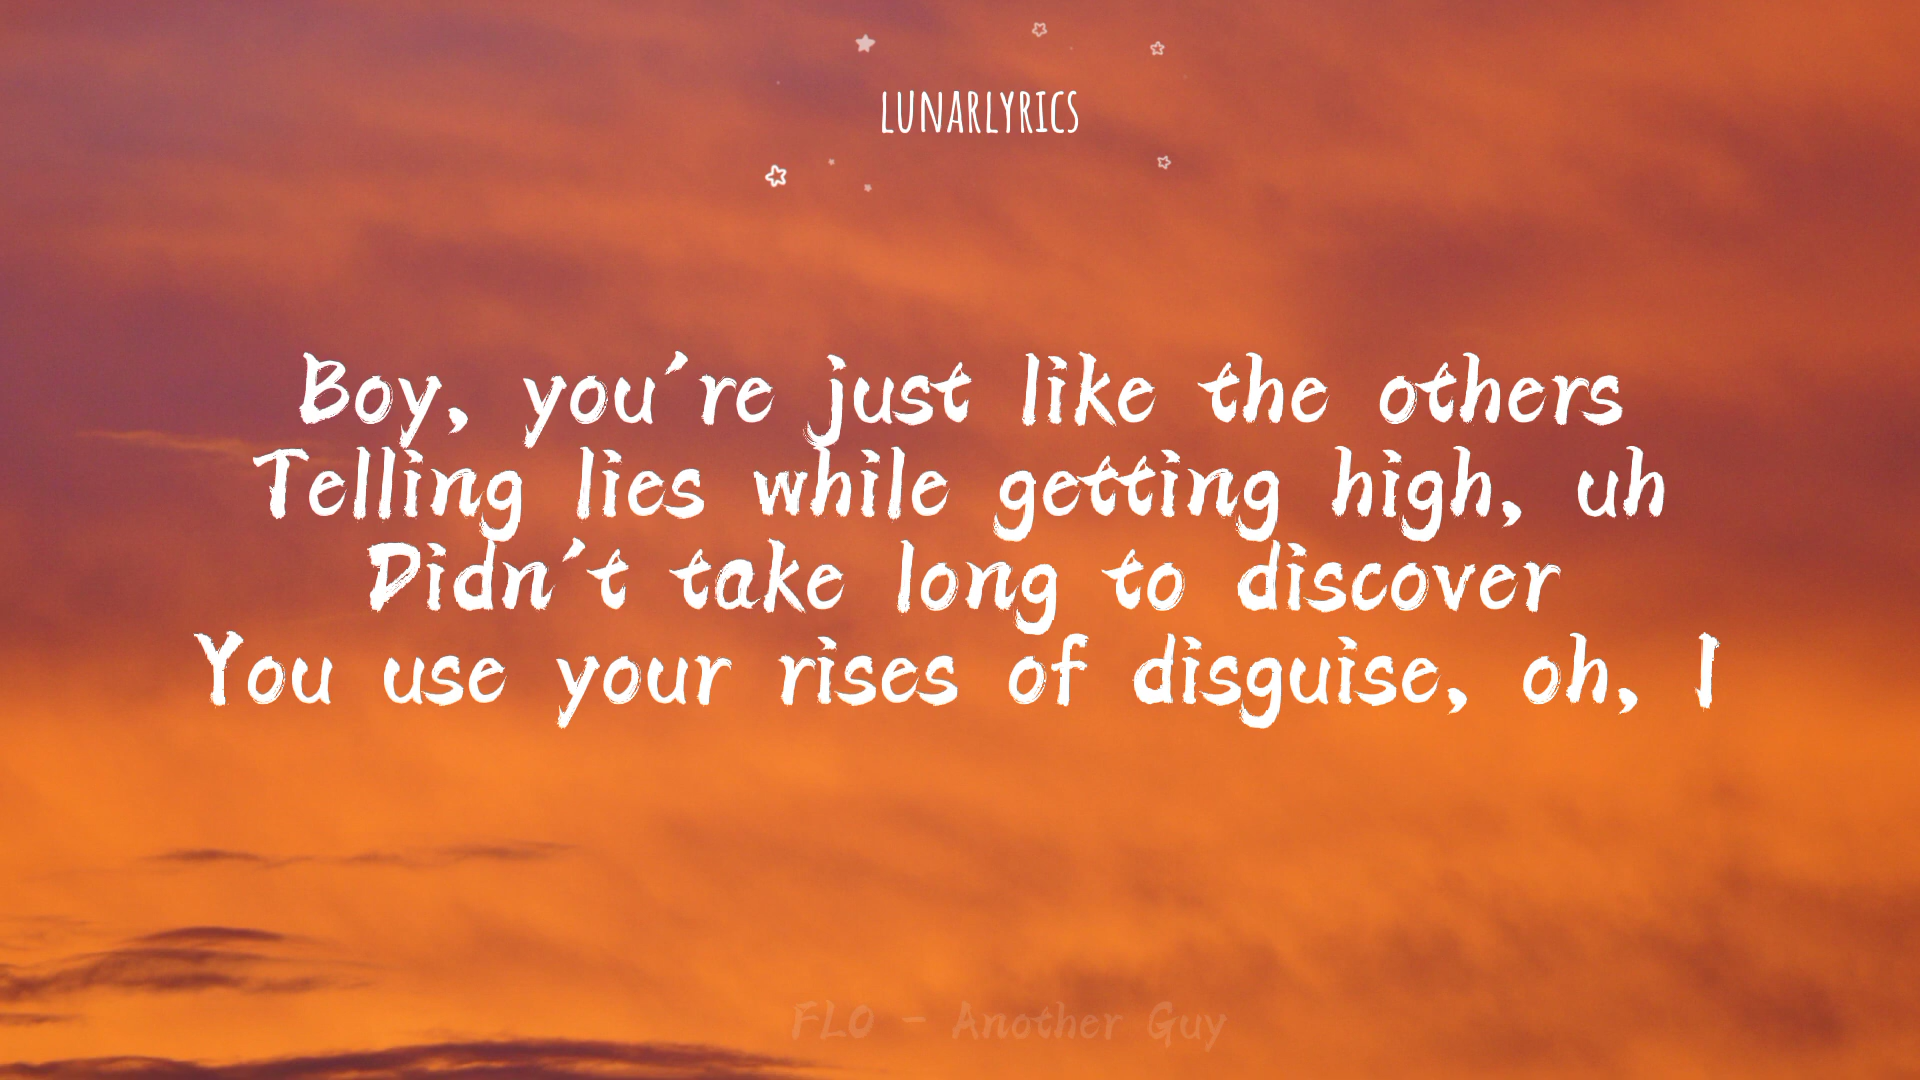 LUNARLYRICS
Boy, you're just like the others
Telling lies while getting high, uh
Didn't take long to discover
You use your rises of disguise, oh, I
FLO - Another Guy